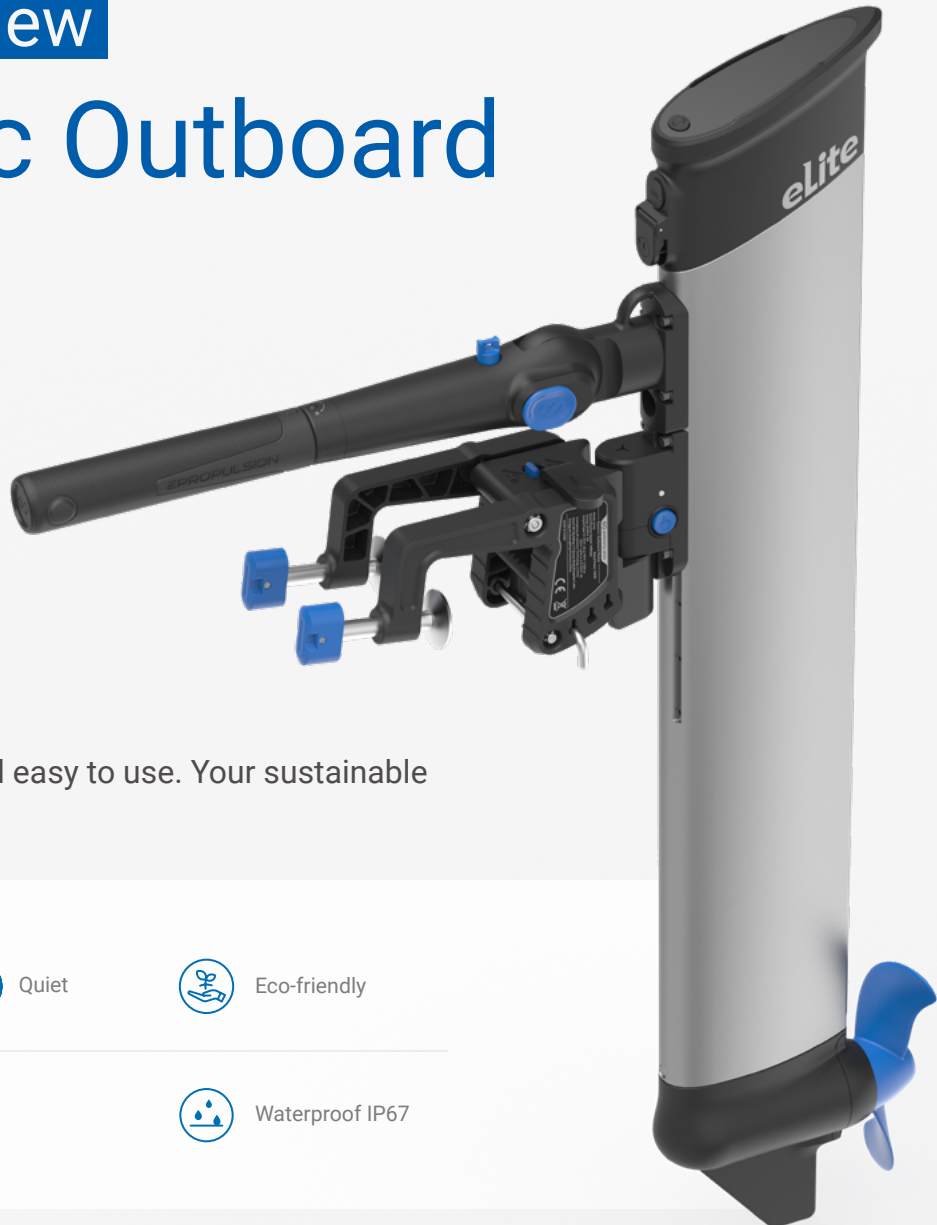 ew
c Outboard
eLite
EPROPULSION
easy to use. Your sustainable
Quiet
Eco-friendly
Waterproof IP67